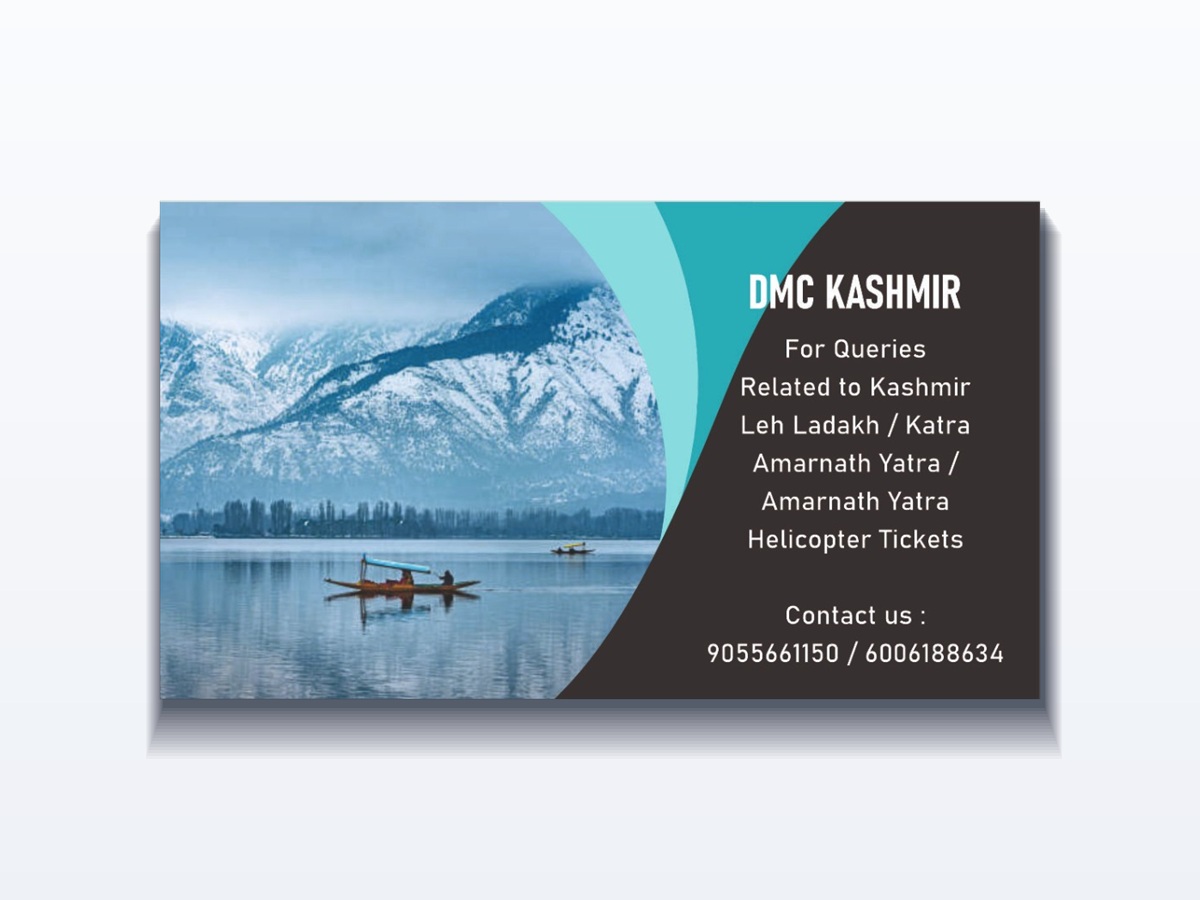 DMC KASHMIR
For Queries
Related to Kashmir
Leh Ladakh / Katra
Amarnath Yatra /
Amarnath Yatra
Helicopter Tickets
Contact us :
9055661150 / 6006188634